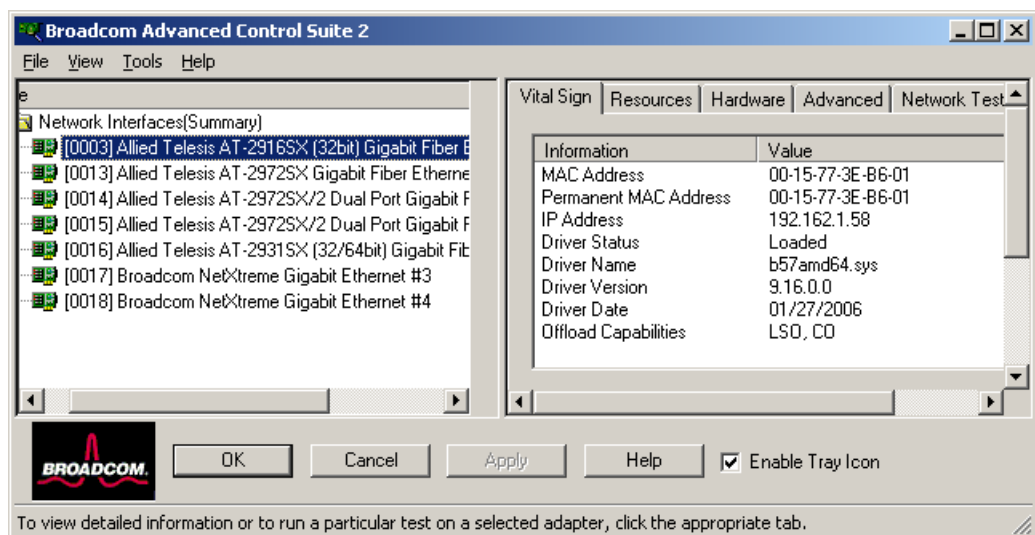 Broadcom Advanced Control Suite 2
File View Tools Help
e
Network Interfaces(Summary)
[0003] Allied Telesis AT-2916SX (32bit) Gigabit Fiber E
[0013] Allied Telesis AT-2972SX Gigabit Fiber Etherne
[0014] Allied Telesis AT-2972SX/2 Dual Port Gigabit F
[0015] Allied Telesis AT-2972SX/2 Dual Port Gigabit F
[0016] Allied Telesis AT-2931SX (32/64bit) Gigabit Fib
[0017] Broadcom NetXtreme Gigabit Ethernet #3
[0018] Broadcom NetXtreme Gigabit Ethernet #4
Vital Sign Resources Hardware Advanced Network Test
Information Value
MAC Address 00-15-77-3E-B6-01
Permanent MAC Address 00-15-77-3E-B6-01
IP Address 192.162.1.58
Driver Status Loaded
Driver Name b57amd64.sys
Driver Version 9.16.0.0
Driver Date 01/27/2006
Offload Capabilities LSO, CO
BROADCOM.
OK Cancel Apply Help Enable Tray Icon
To view detailed information or to run a particular test on a selected adapter, click the appropriate tab.